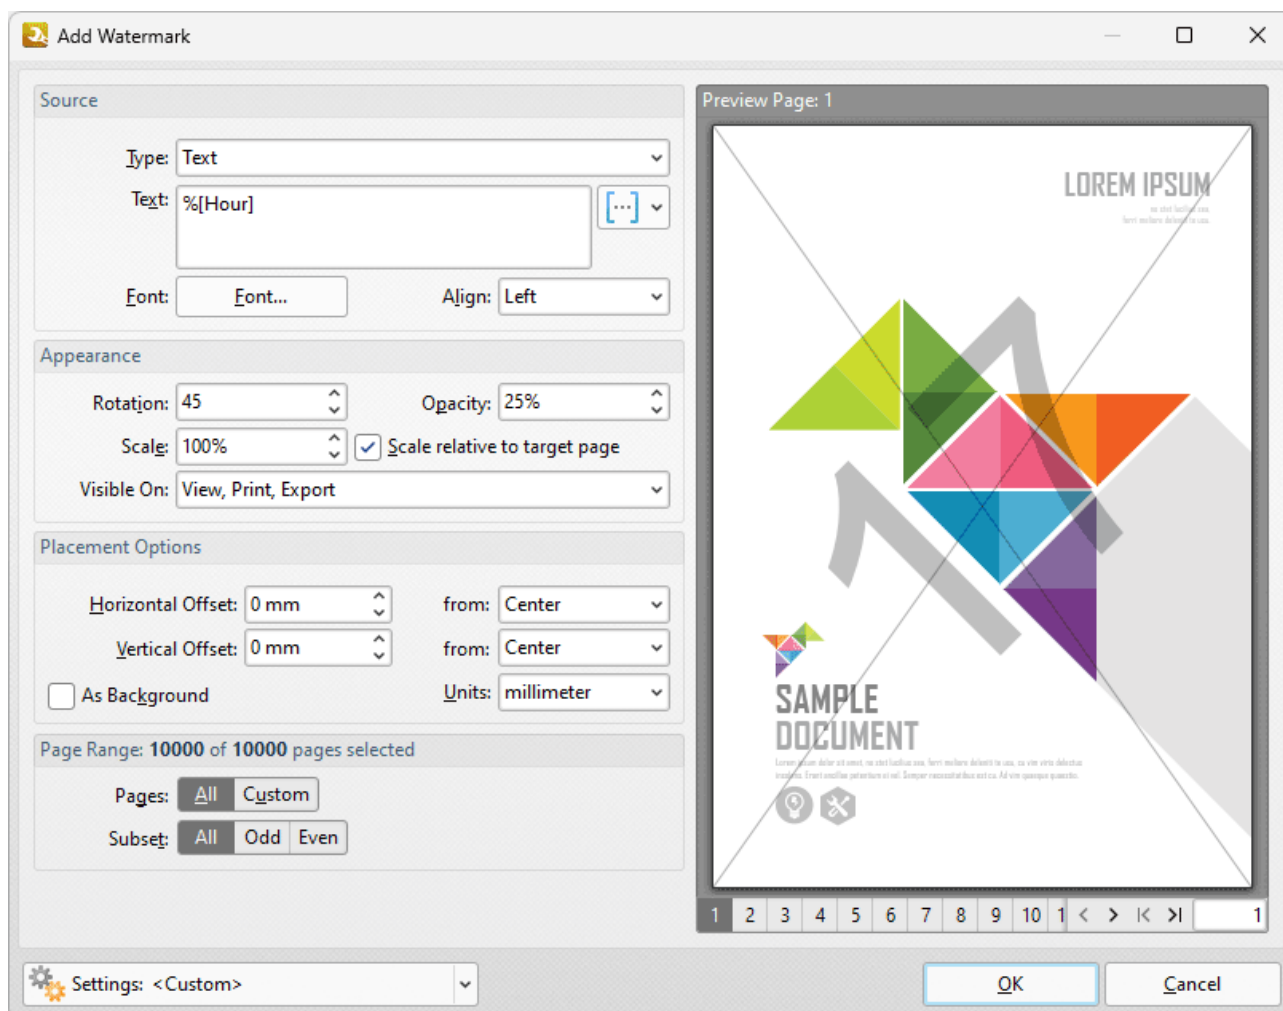 Add Watermark
Source
Type: Text
Text: %[Hour]
Font: Font... Align: Left
Appearance
Rotation: 45 Opacity: 25%
Scale: 100% Scale relative to target page
Visible On: View, Print, Export
Placement Options
Horizontal Offset: 0 mm from: Center
Vertical Offset: 0 mm from: Center
As Background Units: millimeter
Page Range: 10000 of 10000 pages selected
Pages: All Custom
Subset: All Odd Even
Preview Page: 1
LOREM IPSUM
11
SAMPLE
DOCUMENT
1 2 3 4 5 6 7 8 9 10 1 1
Settings: <Custom> OK Cancel